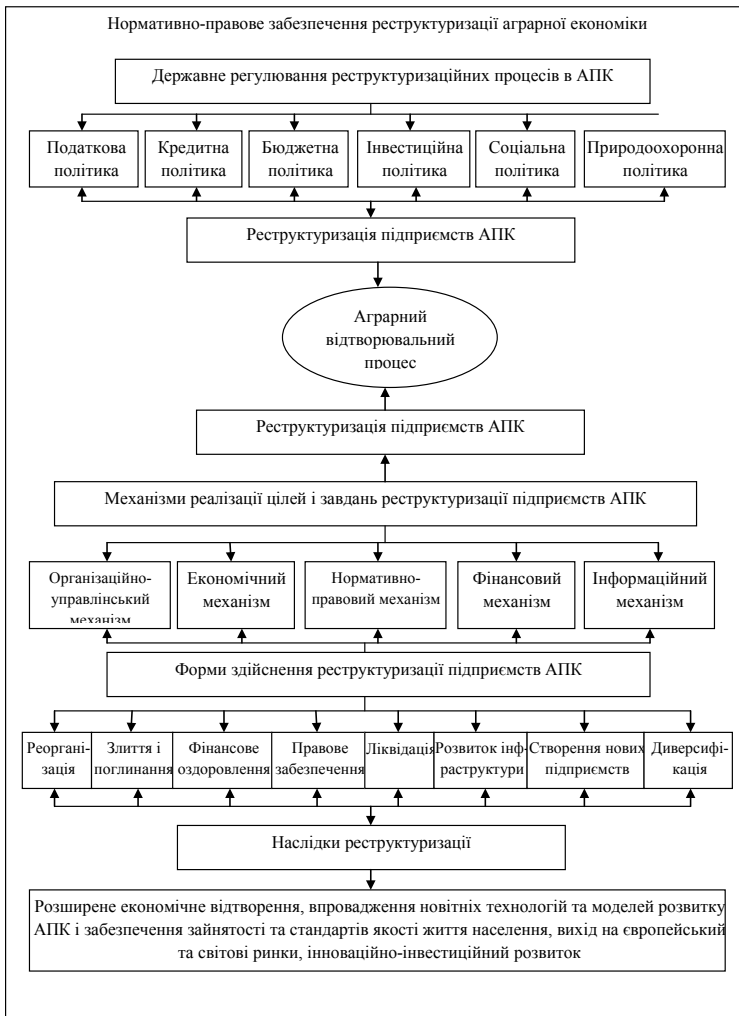 Нормативно-правове забезпечення реструктуризації аграрної економіки
Державне регулювання реструктуризаційних процесів в АПК
Податкова
політика
Кредитна
політика
Бюджетна
політика
Інвестиційна
політика
Соціальна
політика
Природоохоронна
політика
Реструктуризація підприємств АПК
Аграрний
відтворювальний
процес
Реструктуризація підприємств АПК
Механізми реалізації цілей і завдань реструктуризації підприємств АПК
Організаційно-
управлінський
механізм
Економічний
механізм
Нормативно-
правовий механізм
Фінансовий
механізм
Інформаційний
механізм
Форми здійснення реструктуризації підприємств АПК
Реоргані-
зація
Злиття і
поглинання
Фінансове
оздоровлення
Правове
забезпечення
Ліквідація
Розвиток інф-
раструктури
Створення нових
підприємств
Диверсифі-
кація
Наслідки реструктуризації
Розширене економічне відтворення, впровадження новітніх технологій та моделей розвитку
АПК і забезпечення зайнятості та стандартів якості життя населення, вихід на європейський
та світові ринки, інноваційно-інвестиційний розвиток